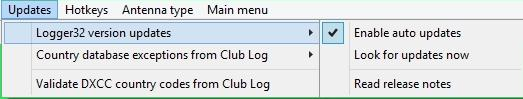 Updates Hotkeys Antenna type Main menu
Logger32 version updates
Country database exceptions from Club Log
Validate DXCC country codes from Club Log
Enable auto updates
Look for updates now
Read release notes